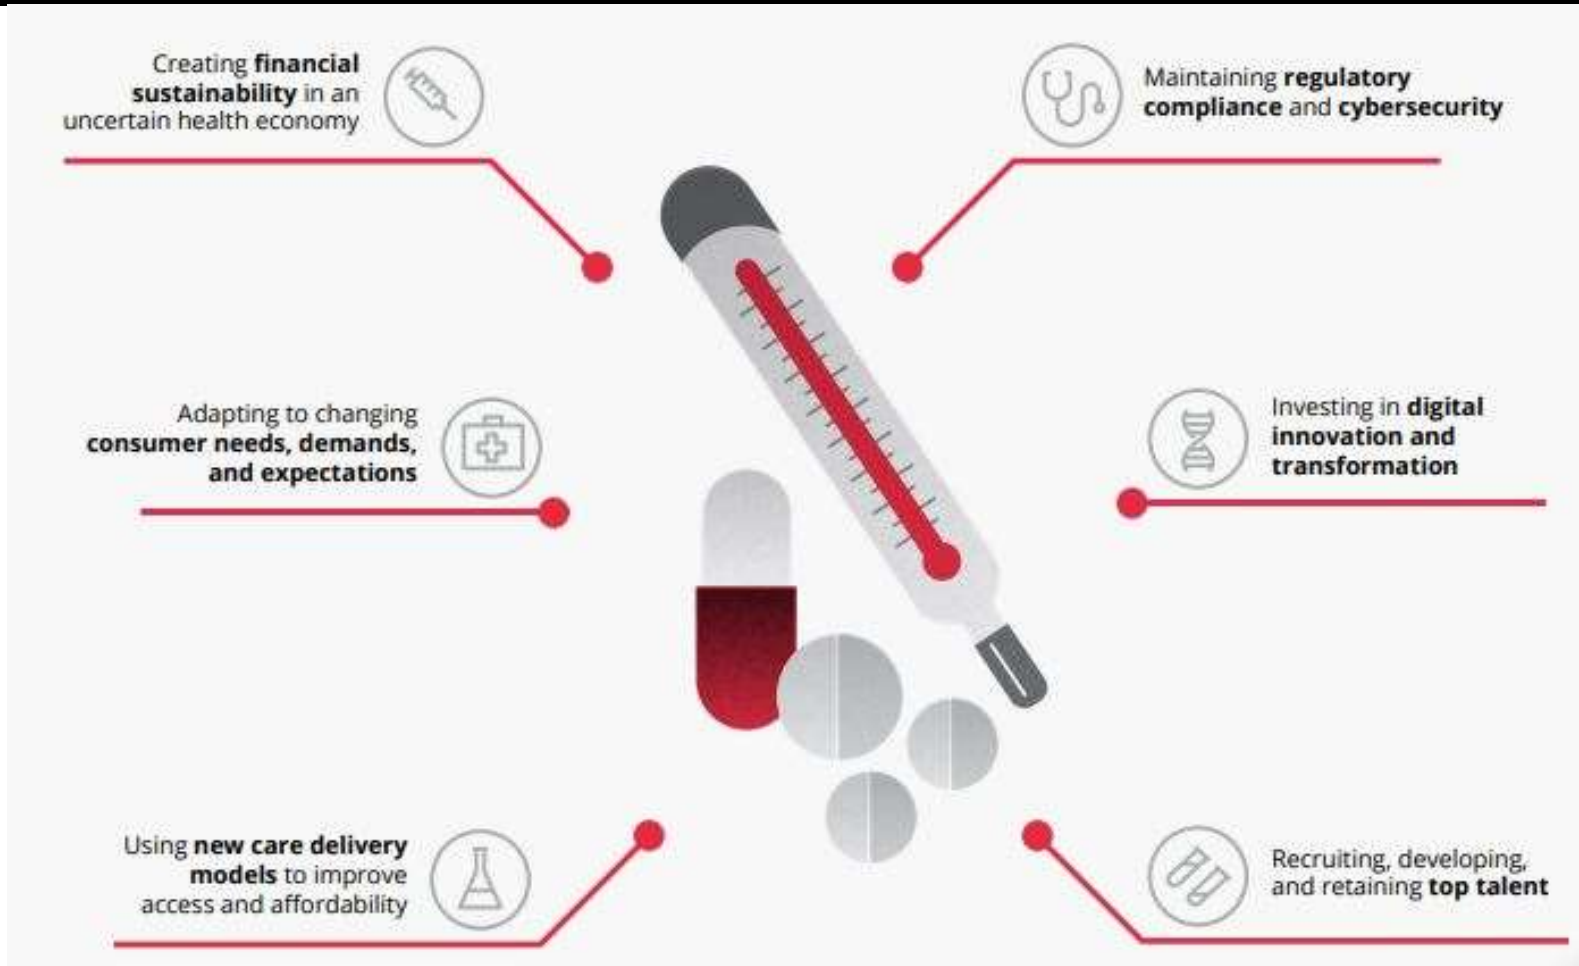 Creating financial
sustainability in an
uncertain health economy
Maintaining regulatory
compliance and cybersecurity
Adapting to changing
consumer needs, demands,
and expectations
Investing in digital
innovation and
transformation
Using new care delivery
models to improve
access and affordability
Recruiting, developing,
and retaining top talent